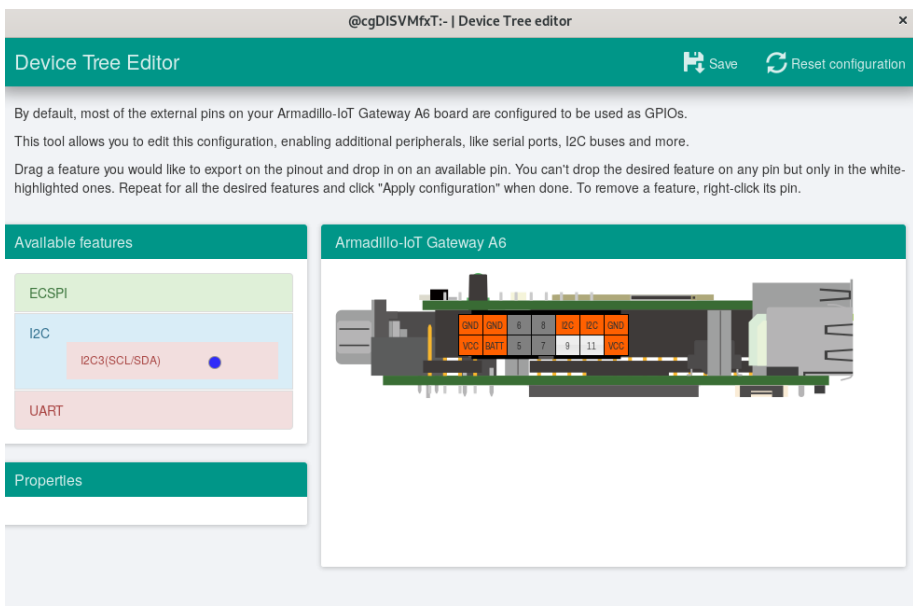 @cgDISVMfxT:- | Device Tree editor
×
Device Tree Editor
Save
Reset configuration
By default, most of the external pins on your Armadillo-IoT Gateway A6 board are configured to be used as GPIOs.
This tool allows you to edit this configuration, enabling additional peripherals, like serial ports, I2C buses and more.
Drag a feature you would like to export on the pinout and drop in on an available pin. You can't drop the desired feature on any pin but only in the white-
highlighted ones. Repeat for all the desired features and click "Apply configuration" when done. To remove a feature, right-click its pin.
Available features
ECSPI
I2C
I2C3(SCL/SDA)
UART
Properties
Armadillo-IoT Gateway A6
GND GND 6 8 I2C I2C GND
VCC BATT 5 7 9 11 VCC